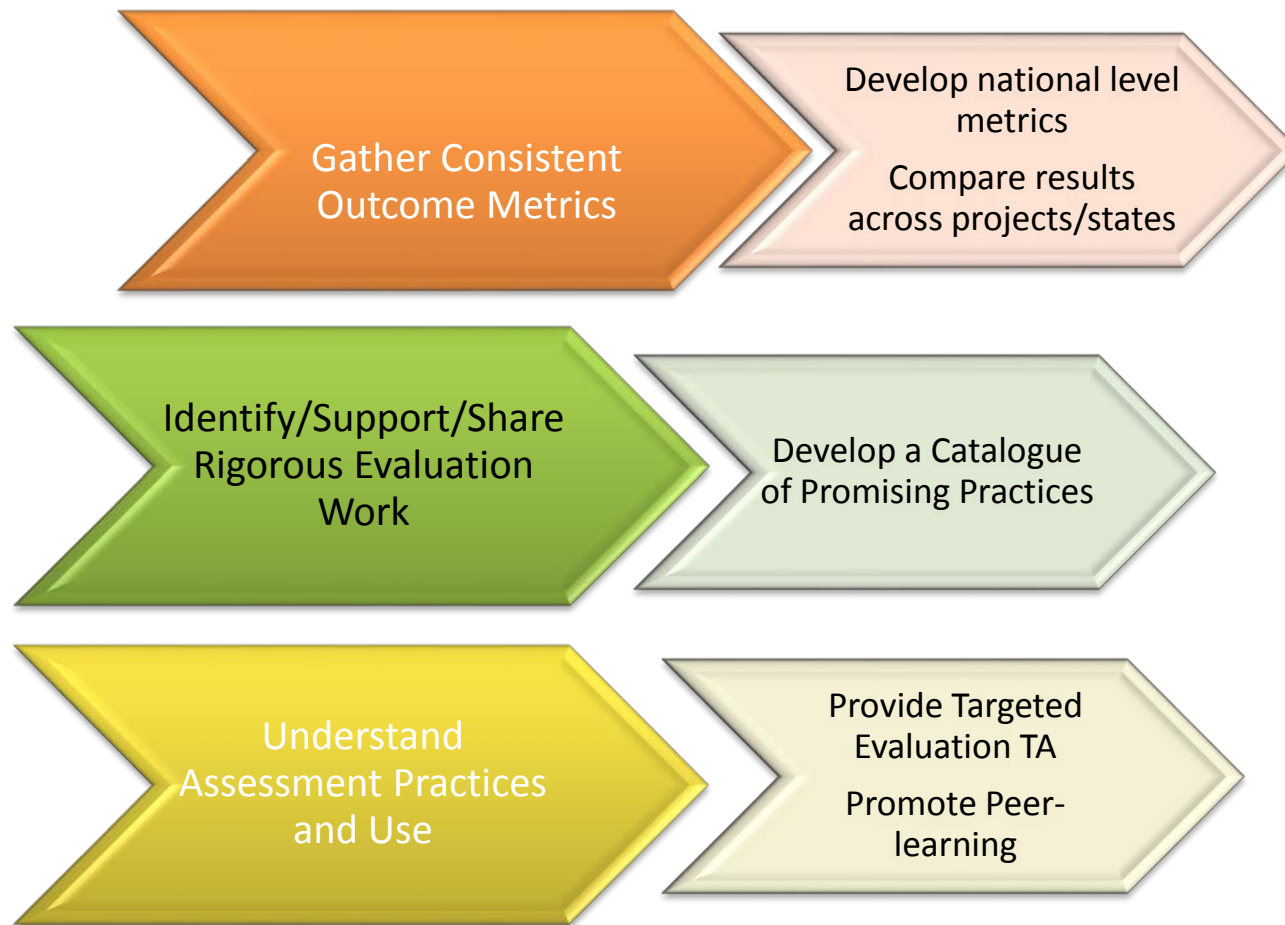 Gather Consistent
Outcome Metrics
Develop national level
metrics
Compare results
across projects/states
Identify/Support/Share
Rigorous Evaluation
Work
Develop a Catalogue
of Promising Practices
Understand
Assessment Practices
and Use
Provide Targeted
Evaluation TA
Promote Peer-
learning